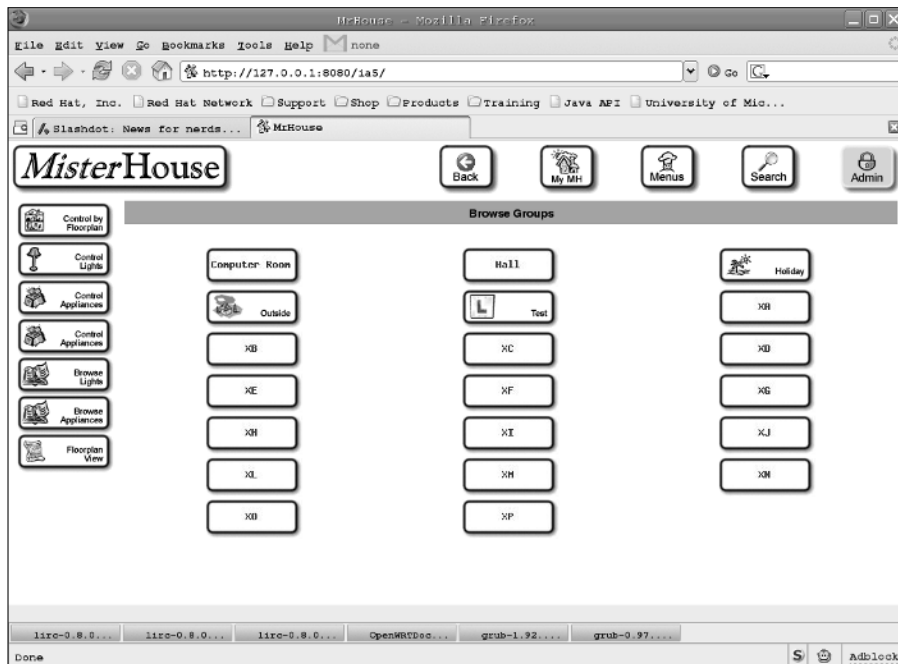 MrHouse - Mozilla Firefox
File Edit View Go Bookmarks Tools Help none
http://127.0.0.1:8080/ia5/ Go
Red Hat, Inc. Red Hat Network Support Shop Products Training Java API University of Mic...
Slashdot: News for nerds... MrHouse
MisterHouse Back My MH Menus Search Admin
Browse Groups
Control by Floorplan
Control Lights
Control Appliances
Control Appliances
Browse Lights
Browse Appliances
Floorplan View
Computer Room Hall Holiday
Outside L Test XA
XB XC XD
XE XF XG
XH XI XJ
XL XM XN
XO XP
lirc-0.8.0... lirc-0.8.0... lirc-0.8.0... OpenWRTDoc... grub-1.92.... grub-0.97....
Done S Adblock